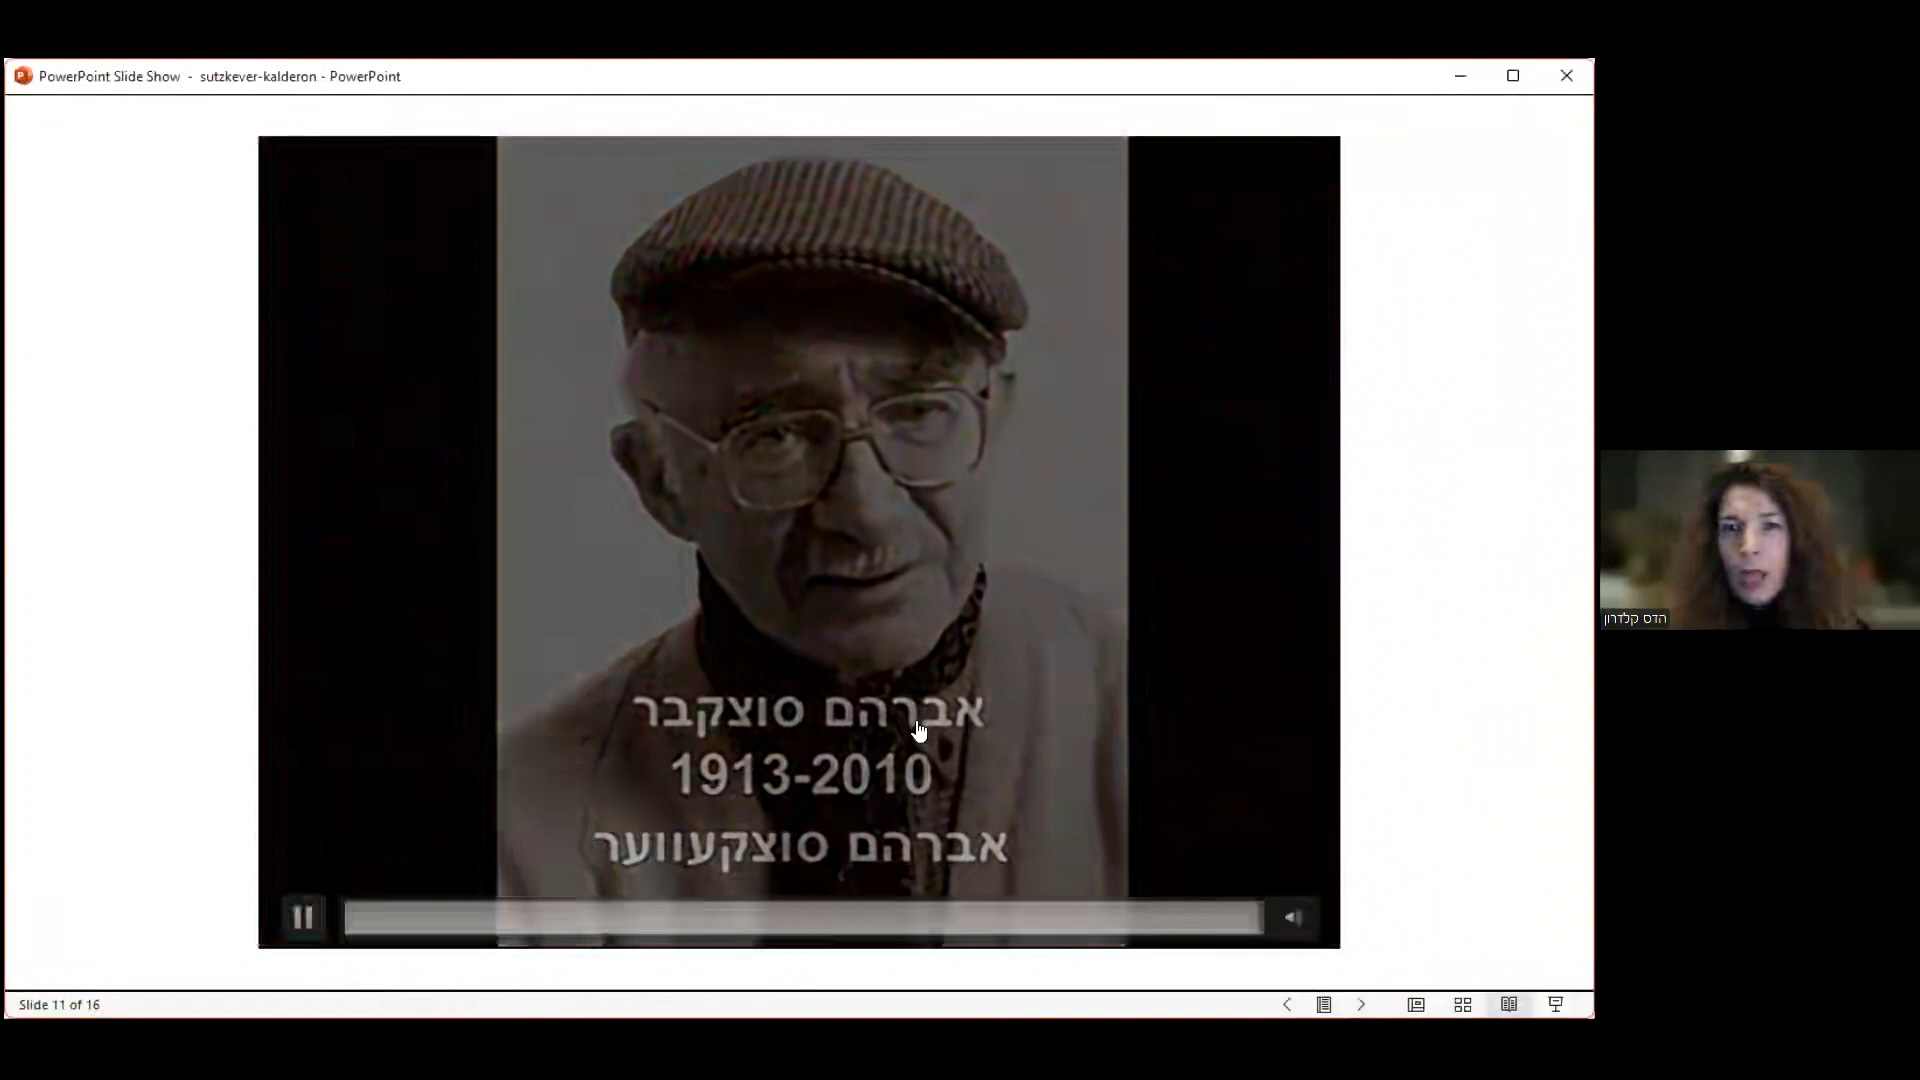 PowerPoint Slide Show - sutzkever-kalderon - PowerPoint
אברהם סוצקבר
1913-2010
אברהם סוצקעווער
הדס קלדרון
Slide 11 of 16